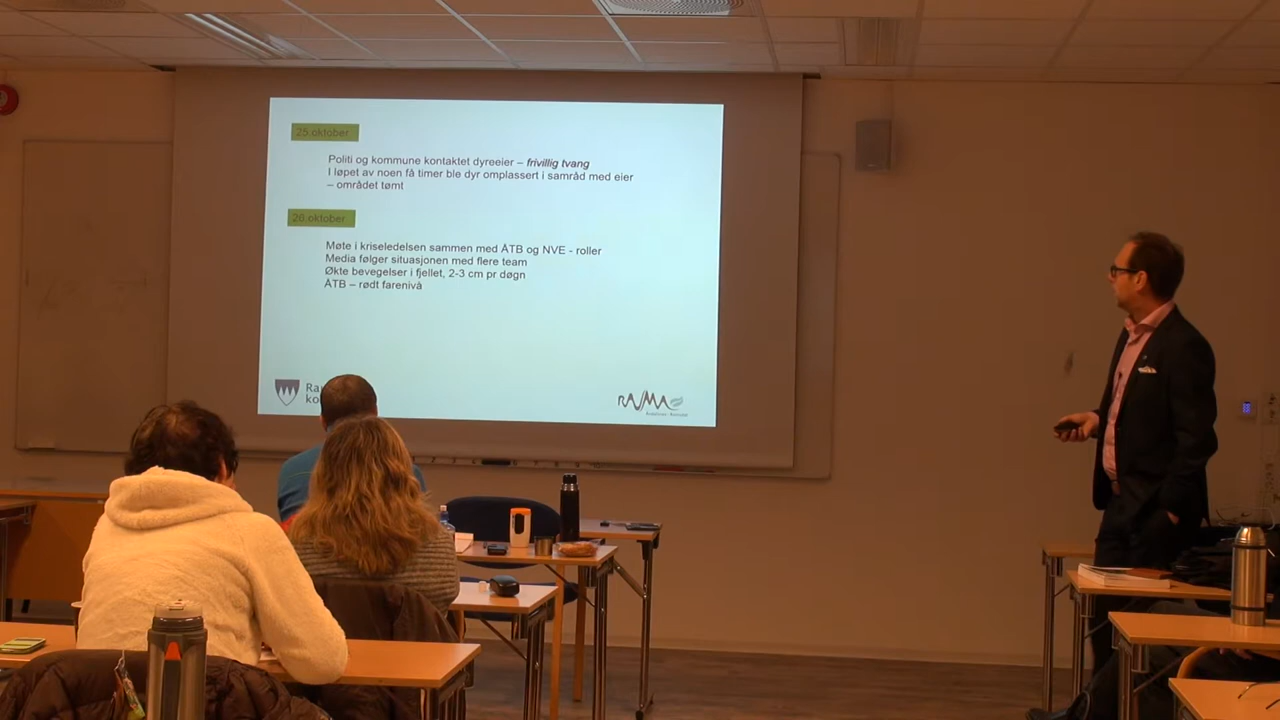 25.oktober
Politi og kommune kontaktet dyreeier – frivillig tvang
I løpet av noen få timer ble dyr omplassert i samråd med eier
– området tømt
26.oktober
Møte i kriseledelsen sammen med ÅTB og NVE - roller
Media følger situasjonen med flere team
Økte bevegelser i fjellet, 2-3 cm pr døgn
ÅTB – rødt farenivå
RAUMA